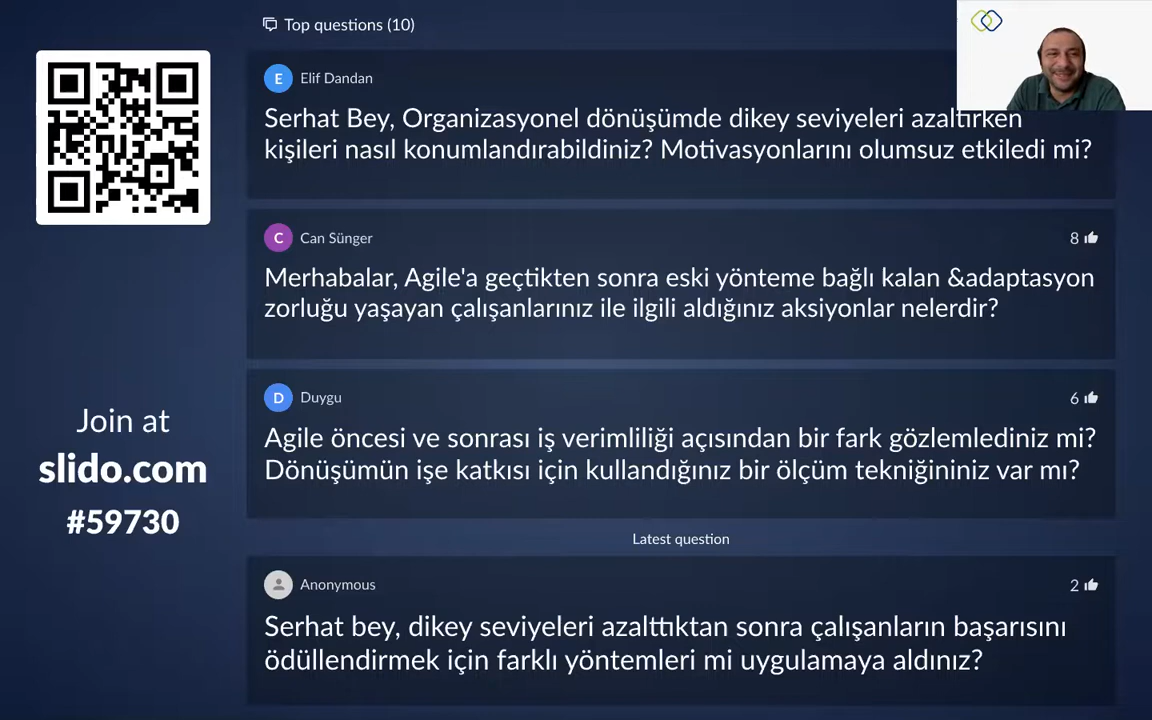 Top questions (10)
E Elif Dandan
Serhat Bey, Organizasyonel dönüşümde dikey seviyeleri azaltırken
kişileri nasıl konumlandırabildiniz? Motivasyonlarını olumsuz etkiledi mi?
C Can Sünger 8
Merhabalar, Agile'a geçtikten sonra eski yönteme bağlı kalan &adaptasyon
zorluğu yaşayan çalışanlarınız ile ilgili aldığınız aksiyonlar nelerdir?
D Duygu 6
Agile öncesi ve sonrası iş verimliliği açısından bir fark gözlemlediniz mi?
Dönüşümün işe katkısı için kullandığınız bir ölçüm tekniğininiz var mı?
Join at
slido.com
#59730
Latest question
Anonymous 2
Serhat bey, dikey seviyeleri azalttıktan sonra çalışanların başarısını
ödüllendirmek için farklı yöntemleri mi uygulamaya aldınız?